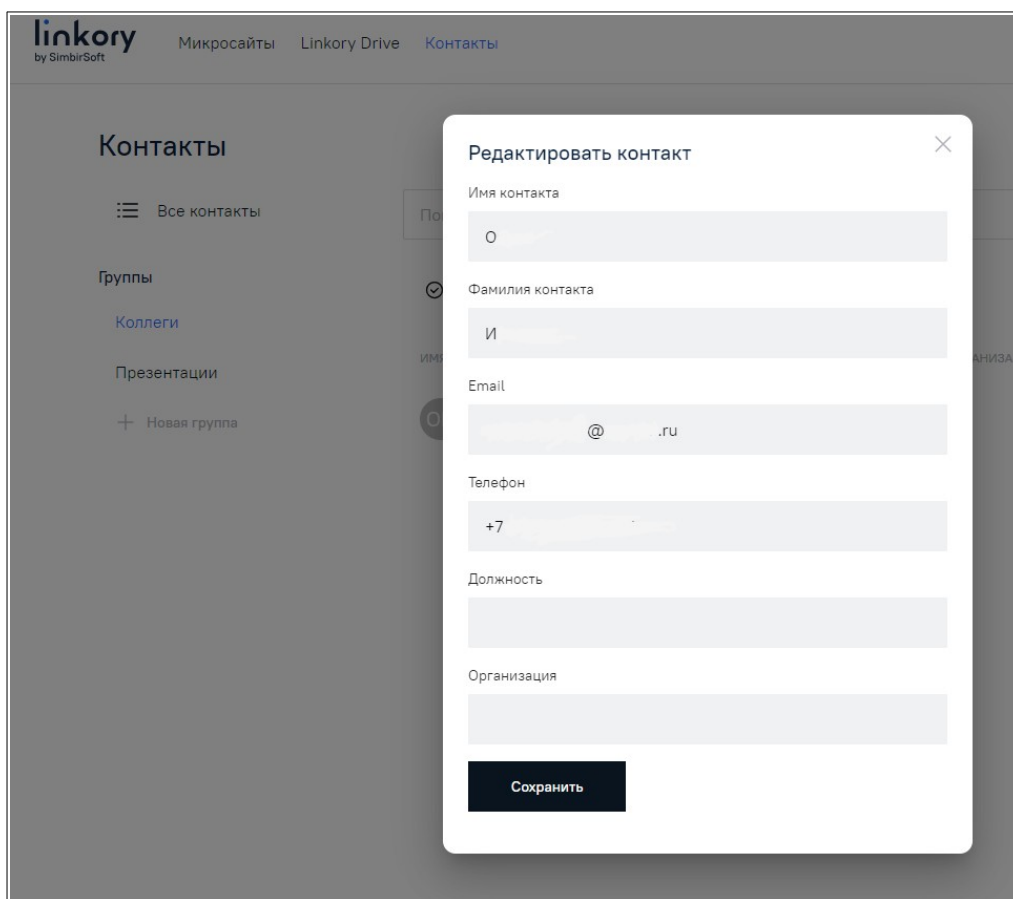 linkory
by SimbirSoft
Микросайты Linkory Drive Контакты
Контакты
Все контакты
Группы
Коллеги
Презентации
Новая группа
Редактировать контакт
Имя контакта
О
Фамилия контакта
И
Email
@ .ru
Телефон
+7
Должность
Организация
Сохранить